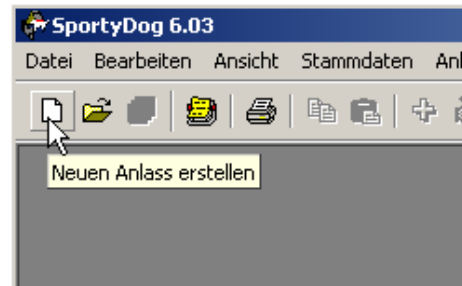 SportyDog 6.03
Datei Bearbeiten Ansicht Stammdaten
Neuen Anlass erstellen